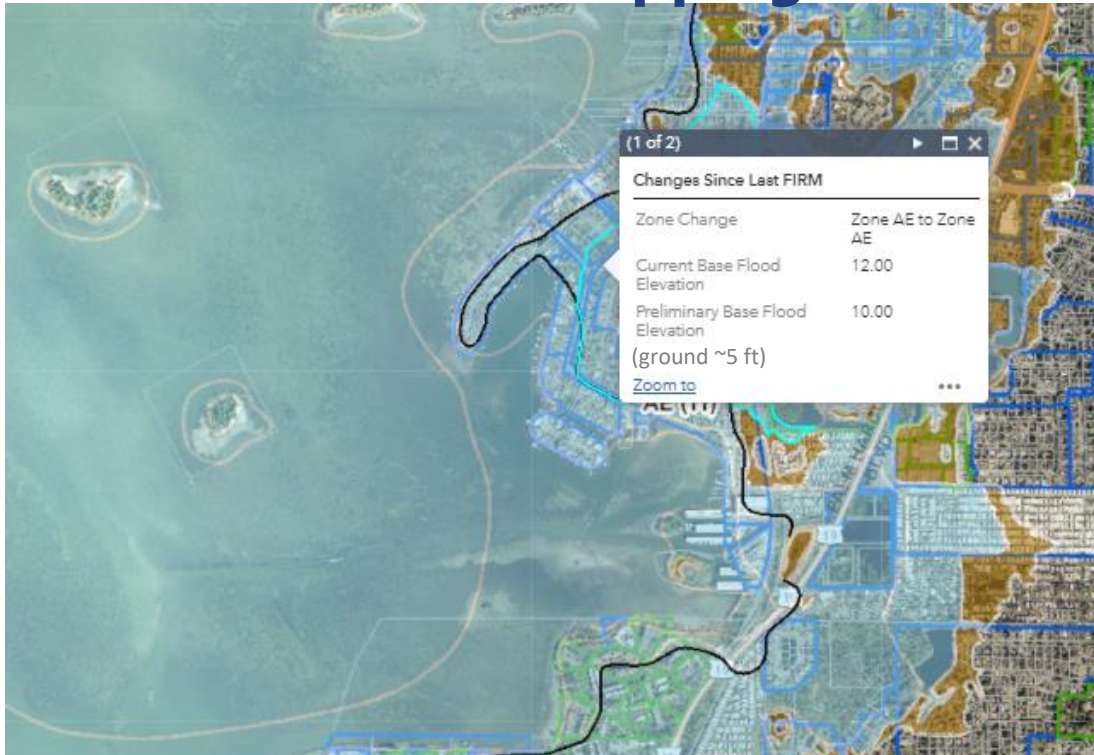 (1 of 2)
Changes Since Last FIRM
Zone Change
Zone AE to Zone
AE
Current Base Flood
Elevation
12.00
Preliminary Base Flood
Elevation
10.00
(ground ~5 ft)
Zoom to
AE (11)